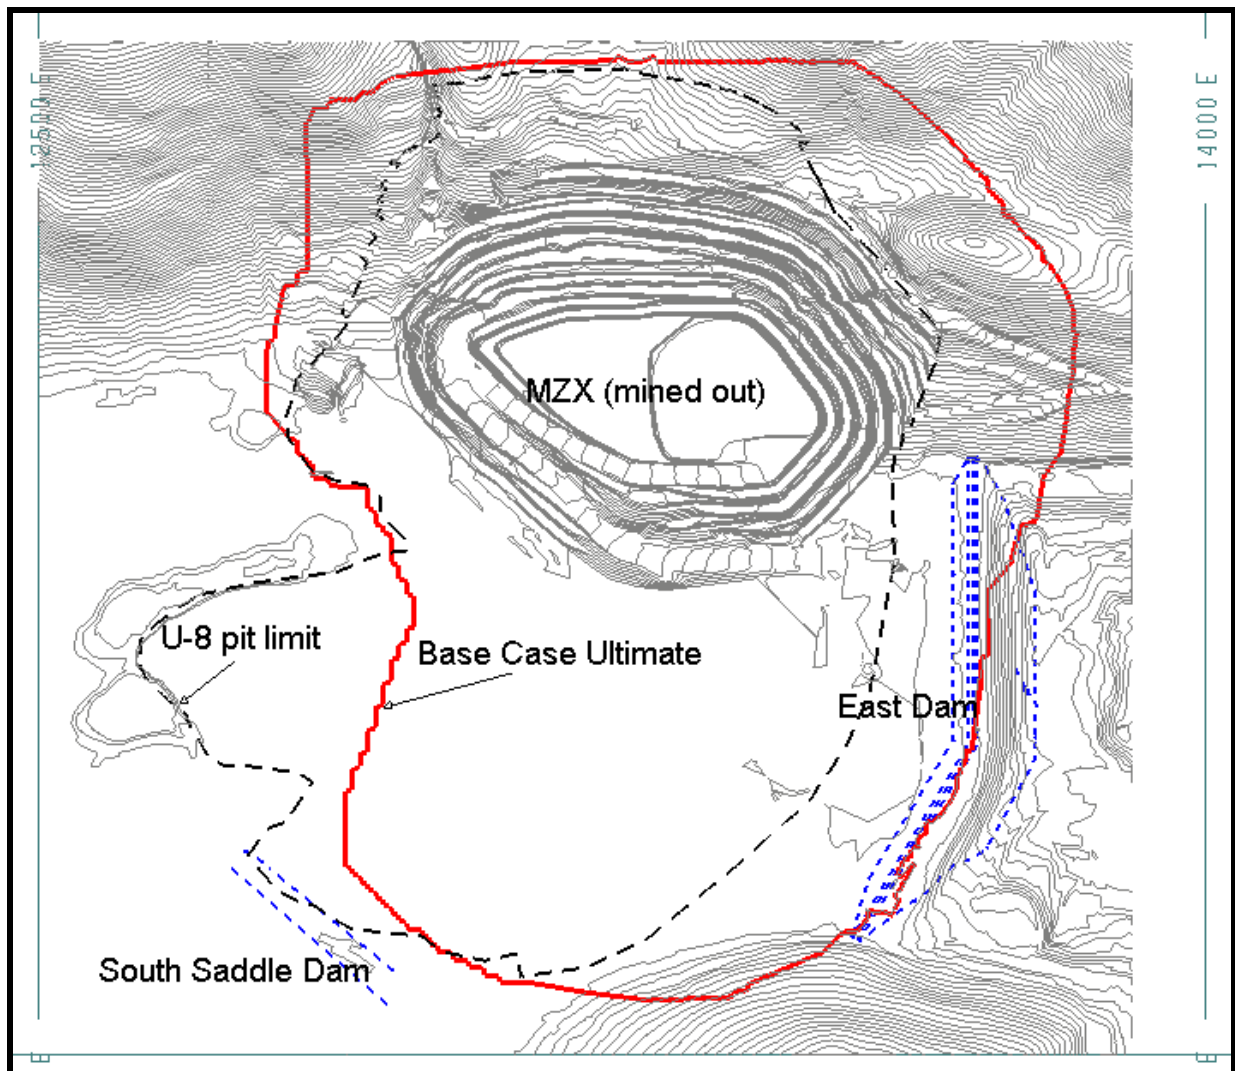 12500 E
14000 E
MZX (mined out)
U-8 pit limit
Base Case Ultimate
East Dam
South Saddle Dam